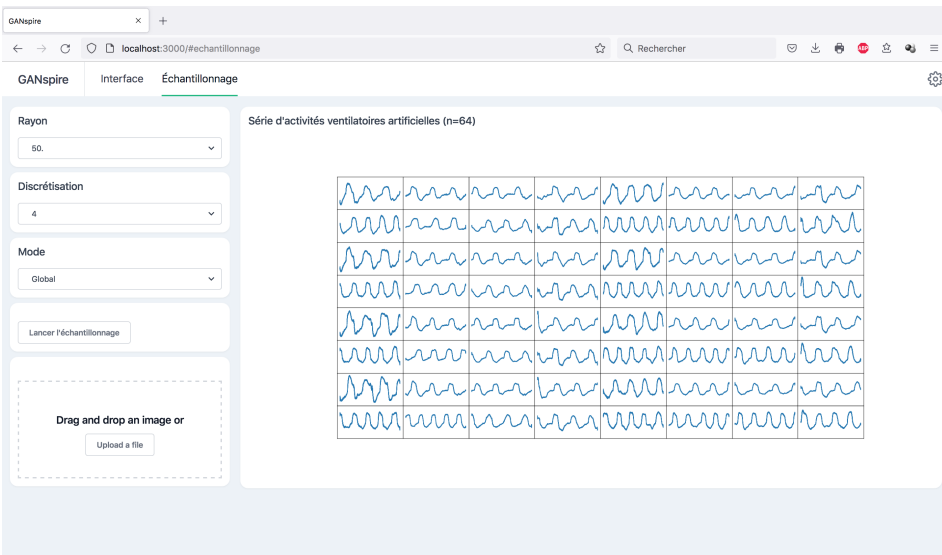 GANspire
localhost:3000/#echantillonnage
Rechercher
ABP
GANspire Interface Échantillonnage
Rayon
50.
Discrétisation
4
Mode
Global
Lancer l'échantillonnage
Drag and drop an image or
Upload a file
Série d'activités ventilatoires artificielles (n=64)